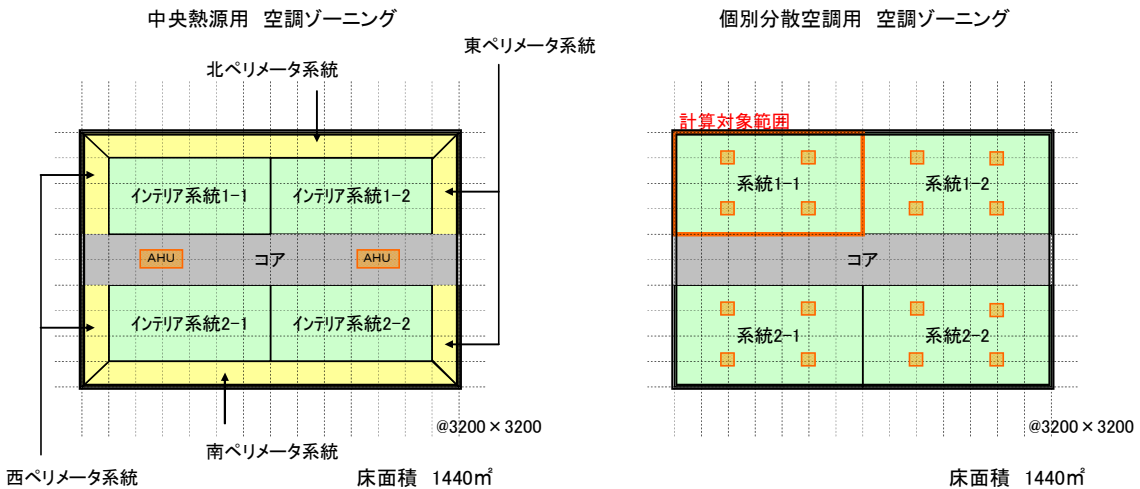 中央熱源用 空調ゾーニング
東ペリメータ系統
北ペリメータ系統
インテリア系統1-1
インテリア系統1-2
AHU
コア
AHU
インテリア系統2-1
インテリア系統2-2
@3200×3200
南ペリメータ系統
西ペリメータ系統
床面積 1440㎡
個別分散空調用 空調ゾーニング
計算対象範囲
系統1-1
系統1-2
コア
系統2-1
系統2-2
@3200×3200
床面積 1440㎡